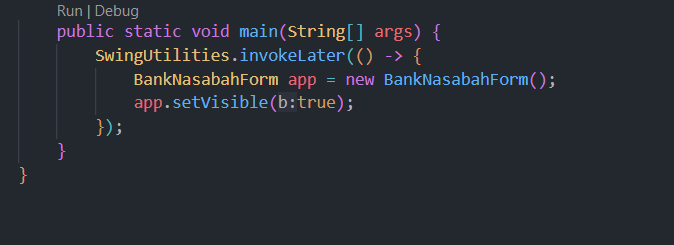 Run | Debug
public static void main(String[] args) {
SwingUtilities.invokeLater(() -> {
BankNasabahForm app = new BankNasabahForm();
app.setVisible(b:true);
});
}
}